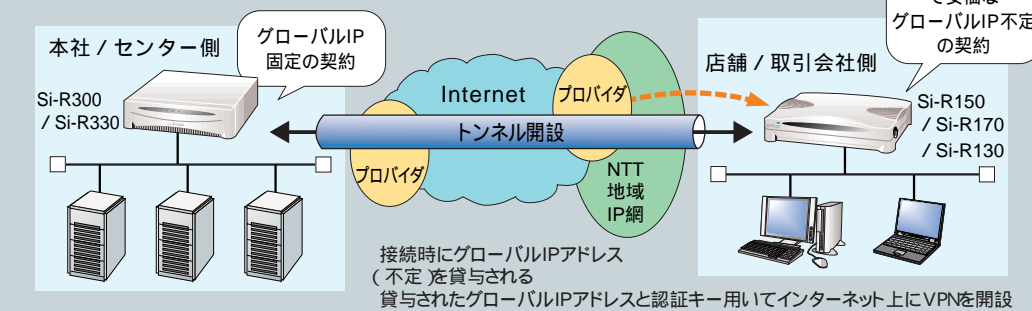 本社 / センター側
グローバルIP
固定の契約
Si-R300
/ Si-R330
Internet
プロバイダ
トンネル開設
プロバイダ
NTT
地域
IP網
で安価な
グローバルIP不定
の契約
店舗 / 取引会社側
Si-R150
/ Si-R170
/ Si-R130
接続時にグローバルIPアドレス
(不定)を貸与される
貸与されたグローバルIPアドレスと認証キー用いてインターネット上にVPNを開設